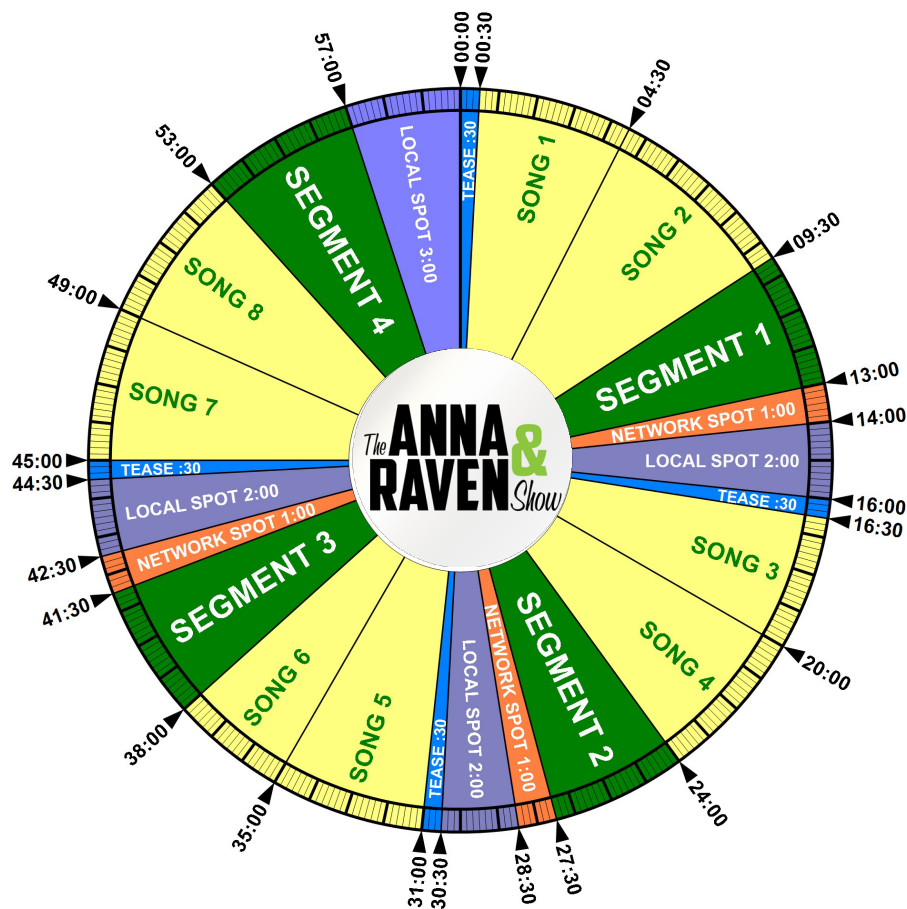 00:00
TEASE :30
00:30
SONG 1
04:30
SONG 2
09:30
SEGMENT 1
13:00
NETWORK SPOT 1:00
14:00
LOCAL SPOT 2:00
16:00
TEASE :30
16:30
SONG 3
20:00
SONG 4
24:00
SEGMENT 2
27:30
NETWORK SPOT 1:00
28:30
LOCAL SPOT 2:00
30:30
TEASE :30
31:00
SONG 5
35:00
SONG 6
38:00
SEGMENT 3
41:30
NETWORK SPOT 1:00
42:30
LOCAL SPOT 2:00
44:30
TEASE :30
45:00
SONG 7
49:00
SONG 8
53:00
SEGMENT 4
57:00
LOCAL SPOT 3:00
The ANNA &
RAVEN Show